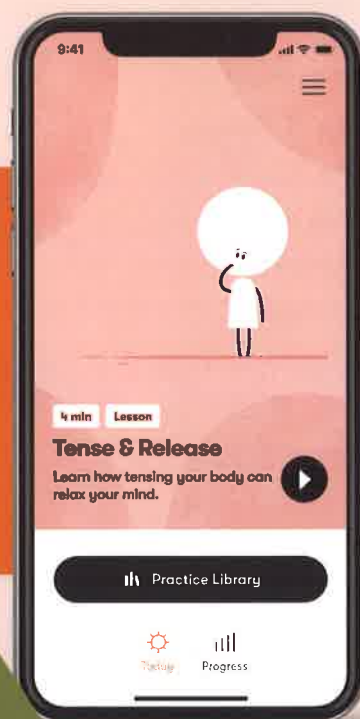 9:41
4 min Lesson
Tense & Release
Learn how tensing your body can
relax your mind.
Practice Library
Today Progress